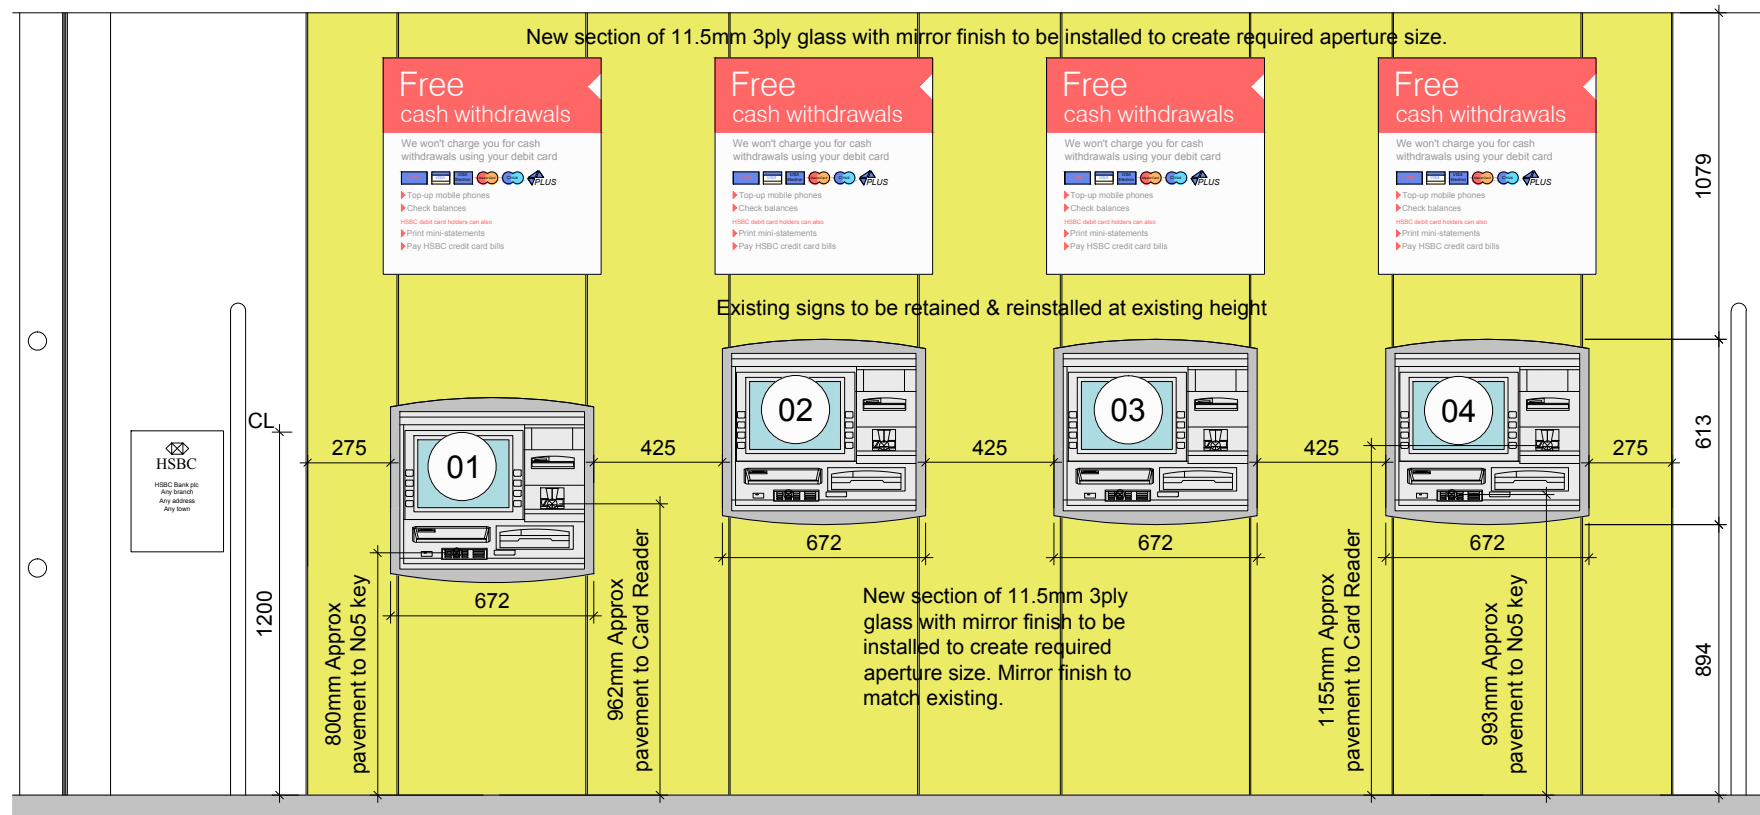 New section of 11.5mm 3ply glass with mirror finish to be installed to create required aperture size.
Free
cash withdrawals
We won't charge you for cash
withdrawals using your debit card
PLUS
Top-up mobile phones
Check balances
HSBC debit card holders can also
Print mini-statements
Pay HSBC credit card bills
Free
cash withdrawals
We won't charge you for cash
withdrawals using your debit card
PLUS
Top-up mobile phones
Check balances
HSBC debit card holders can also
Print mini-statements
Pay HSBC credit card bills
Free
cash withdrawals
We won't charge you for cash
withdrawals using your debit card
PLUS
Top-up mobile phones
Check balances
HSBC debit card holders can also
Print mini-statements
Pay HSBC credit card bills
Free
cash withdrawals
We won't charge you for cash
withdrawals using your debit card
PLUS
Top-up mobile phones
Check balances
HSBC debit card holders can also
Print mini-statements
Pay HSBC credit card bills
1079
Existing signs to be retained & reinstalled at existing height
CL
HSBC
HSBC Bank plc
Any branch
Any address
Any town
275
01
425
02
425
03
425
04
275
613
672
672
672
672
1200
800mm Approx
pavement to No5 key
962mm Approx
pavement to Card Reader
New section of 11.5mm 3ply
glass with mirror finish to be
installed to create required
aperture size. Mirror finish to
match existing.
1155mm Approx
pavement to Card Reader
993mm Approx
pavement to No5 key
894